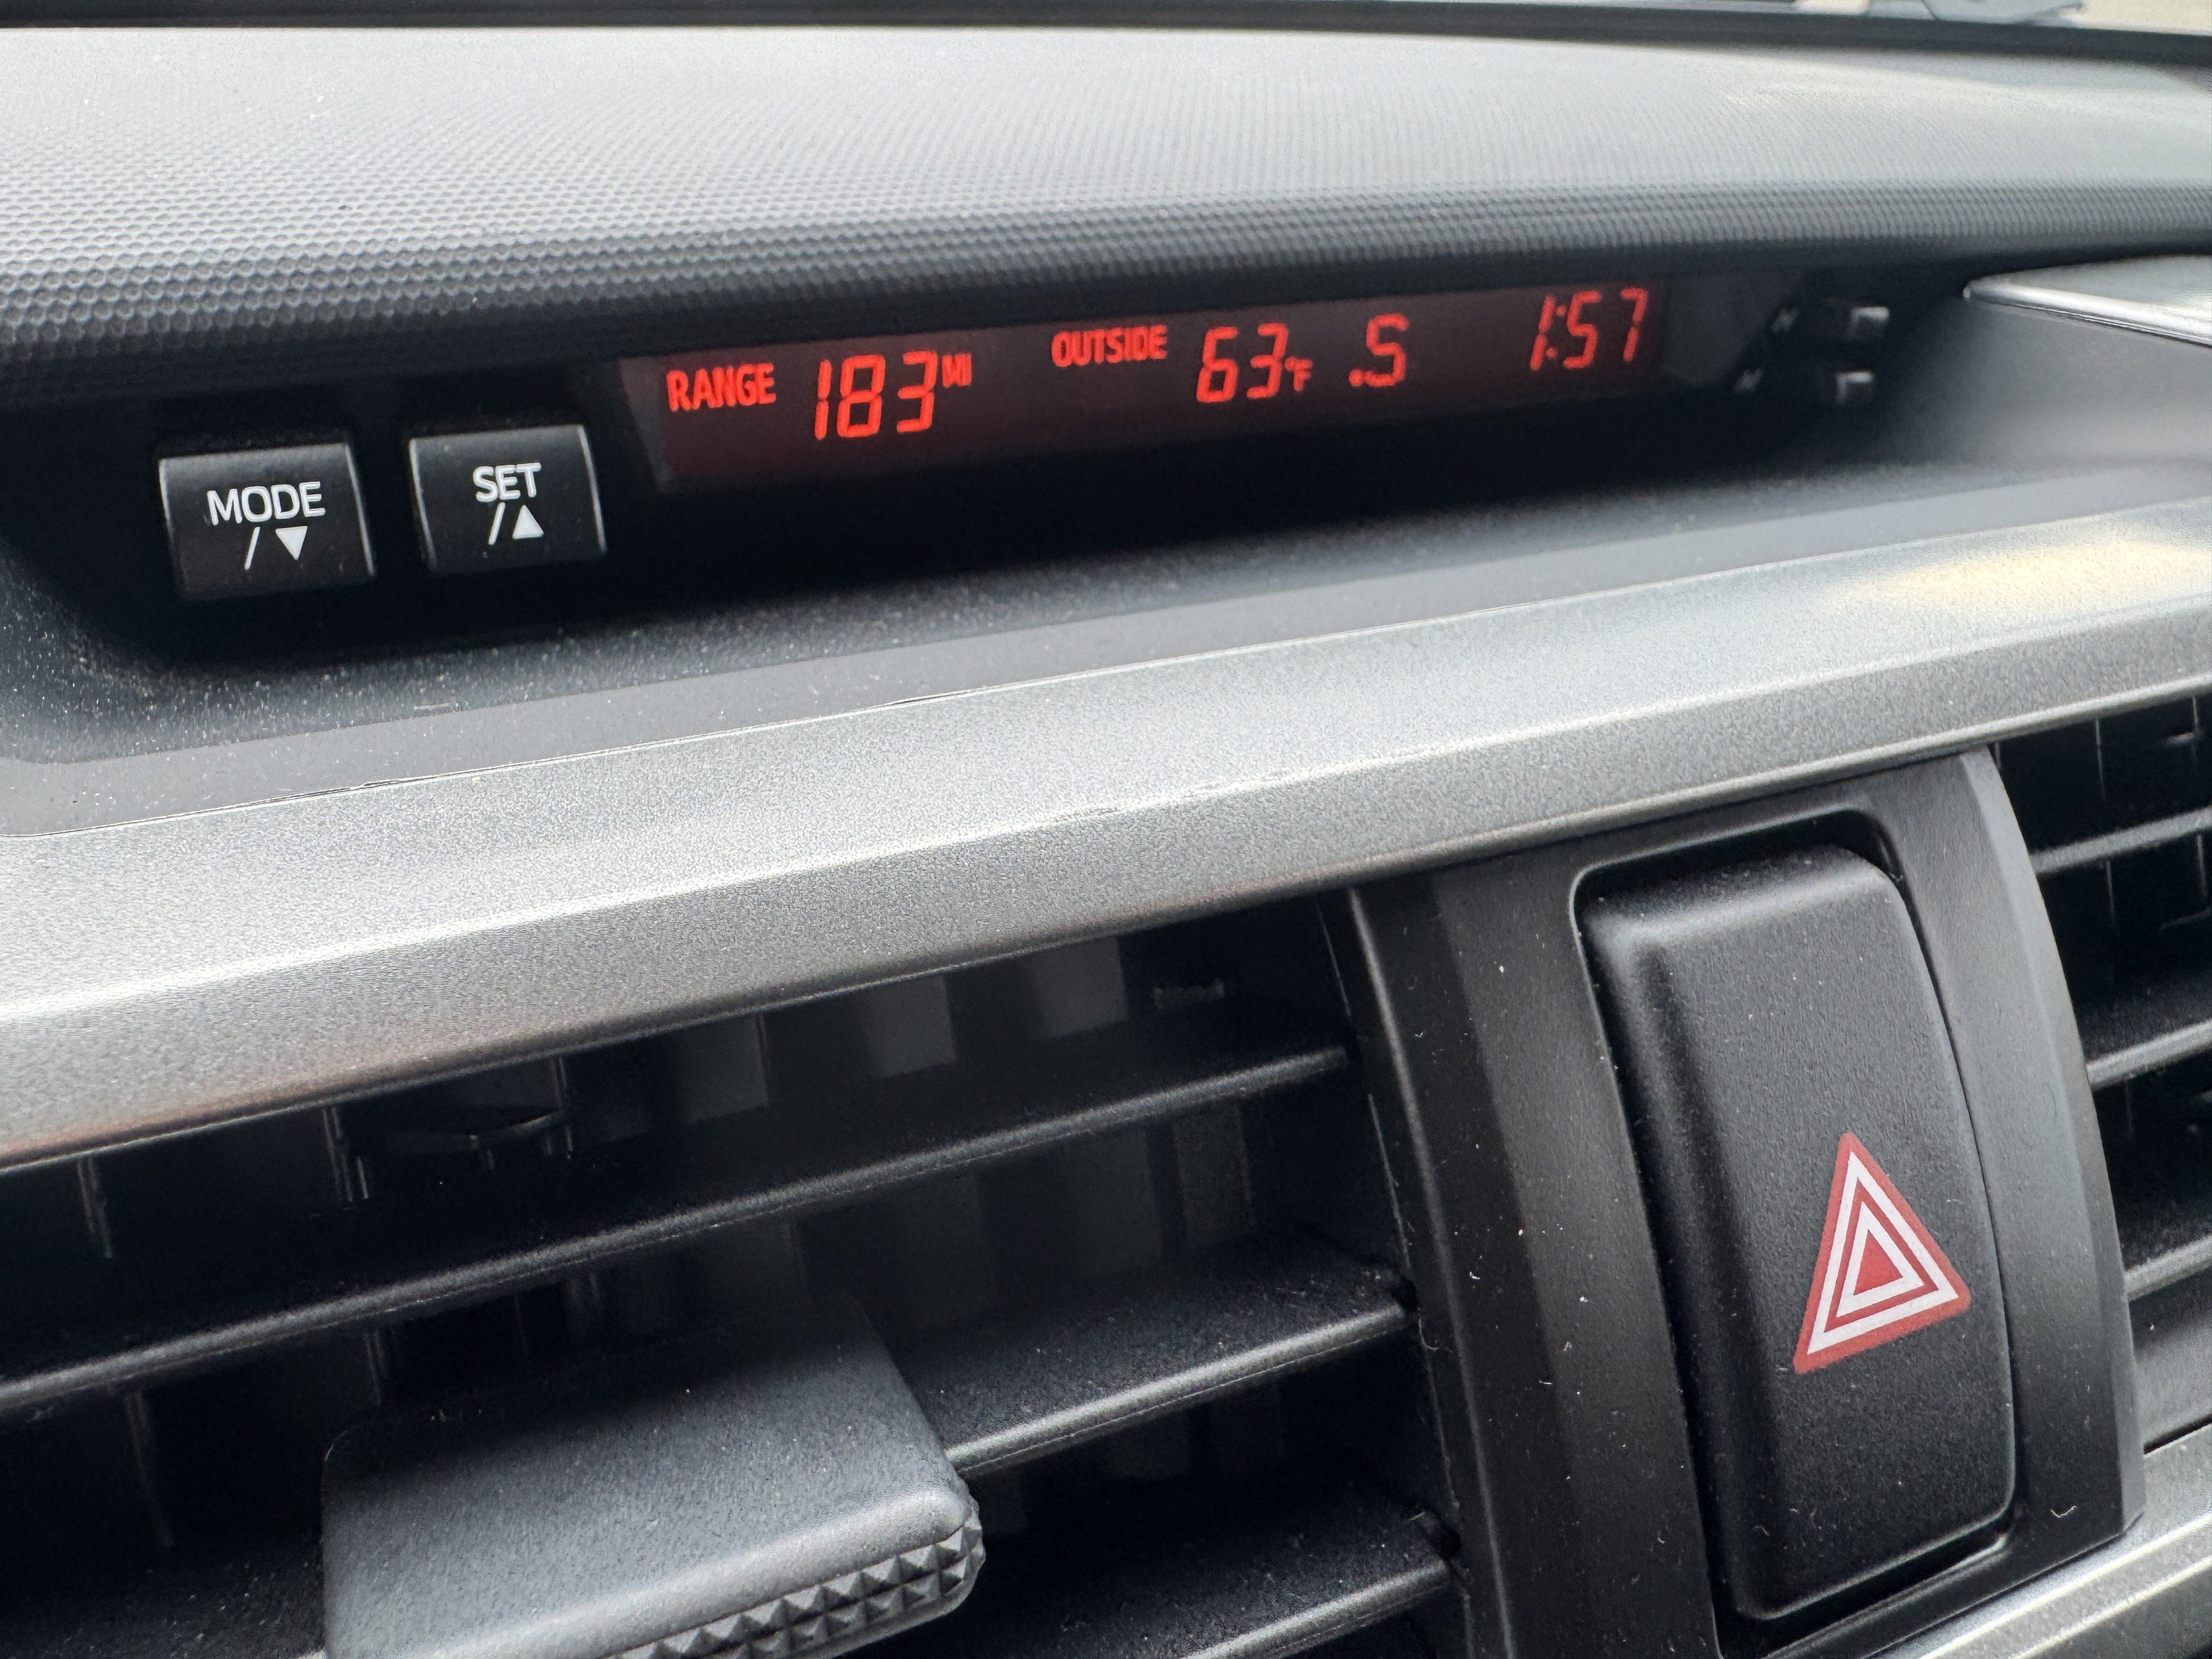 RANGE 183 MI OUTSIDE 63°F .S 1:57
MODE SET
/▼ /▲